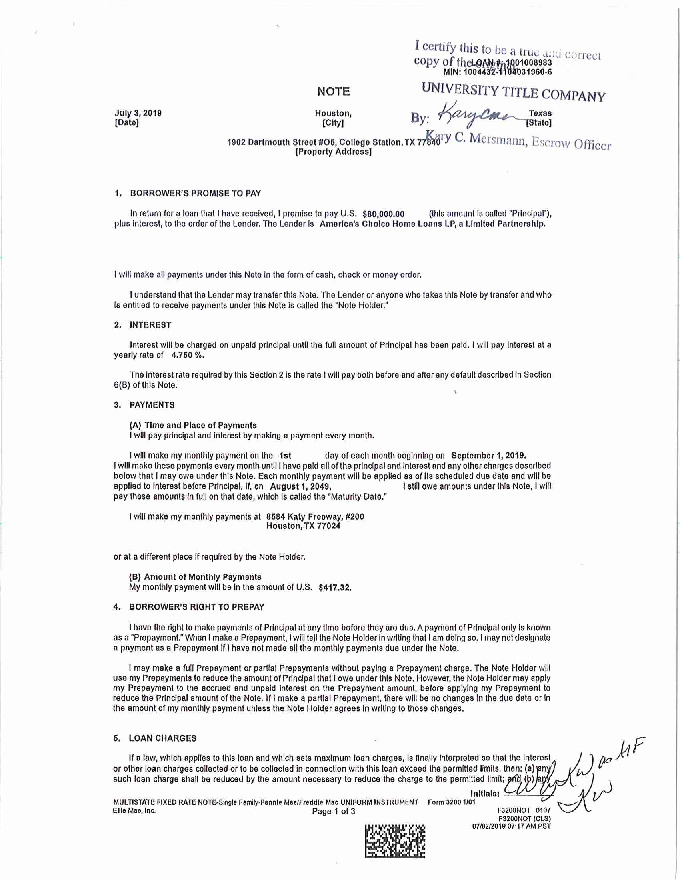 I certify this to be a true and correct
copy of the LOAN #: 1001008983
MIN: 1004432-1104031960-6
NOTE
UNIVERSITY TITLE COMPANY
July 3, 2019
[Date]
Houston,
[City]
By:
Texas
[State]
Kary C. Mersmann, Escrow Officer
1902 Dartmouth Street #O6, College Station, TX 77840
[Property Address]
1. BORROWER'S PROMISE TO PAY
In return for a loan that I have received, I promise to pay U.S. $80,000.00 (this amount is called "Principal"),
plus interest, to the order of the Lender. The Lender is America's Choice Home Loans LP, a Limited Partnership.
I will make all payments under this Note in the form of cash, check or money order.
I understand that the Lender may transfer this Note. The Lender or anyone who takes this Note by transfer and who
is entitled to receive payments under this Note is called the "Note Holder."
2. INTEREST
Interest will be charged on unpaid principal until the full amount of Principal has been paid. I will pay interest at a
yearly rate of 4.750 %.
The interest rate required by this Section 2 is the rate I will pay both before and after any default described in Section
6(B) of this Note.
3. PAYMENTS
(A) Time and Place of Payments
I will pay principal and interest by making a payment every month.
I will make my monthly payment on the 1st day of each month beginning on September 1, 2019.
I will make these payments every month until I have paid all of the principal and interest and any other charges described
below that I may owe under this Note. Each monthly payment will be applied as of its scheduled due date and will be
applied to interest before Principal. If, on August 1, 2049, I still owe amounts under this Note, I will
pay those amounts in full on that date, which is called the "Maturity Date."
I will make my monthly payments at 8584 Katy Freeway, #200
Houston, TX 77024
or at a different place if required by the Note Holder.
(B) Amount of Monthly Payments
My monthly payment will be in the amount of U.S. $417.32.
4. BORROWER'S RIGHT TO PREPAY
I have the right to make payments of Principal at any time before they are due. A payment of Principal only is known
as a "Prepayment." When I make a Prepayment, I will tell the Note Holder in writing that I am doing so. I may not designate
a payment as a Prepayment if I have not made all the monthly payments due under the Note.
I may make a full Prepayment or partial Prepayments without paying a Prepayment charge. The Note Holder will
use my Prepayments to reduce the amount of Principal that I owe under this Note. However, the Note Holder may apply
my Prepayment to the accrued and unpaid interest on the Prepayment amount, before applying my Prepayment to
reduce the Principal amount of the Note. If I make a partial Prepayment, there will be no changes in the due date or in
the amount of my monthly payment unless the Note Holder agrees in writing to those changes.
5. LOAN CHARGES
If a law, which applies to this loan and which sets maximum loan charges, is finally interpreted so that the interest
or other loan charges collected or to be collected in connection with this loan exceed the permitted limits, then: (a) any
such loan charge shall be reduced by the amount necessary to reduce the charge to the permitted limit; and (b) any
Initials:
MULTISTATE FIXED RATE NOTE-Single Family-Fannie Mae/Freddie Mac UNIFORM INSTRUMENT Form 3200 1/01
Ellie Mae, Inc.
Page 1 of 3
F3200NOT 0107
F3200NOT (CLS)
07/02/2019 07:17 AM PST